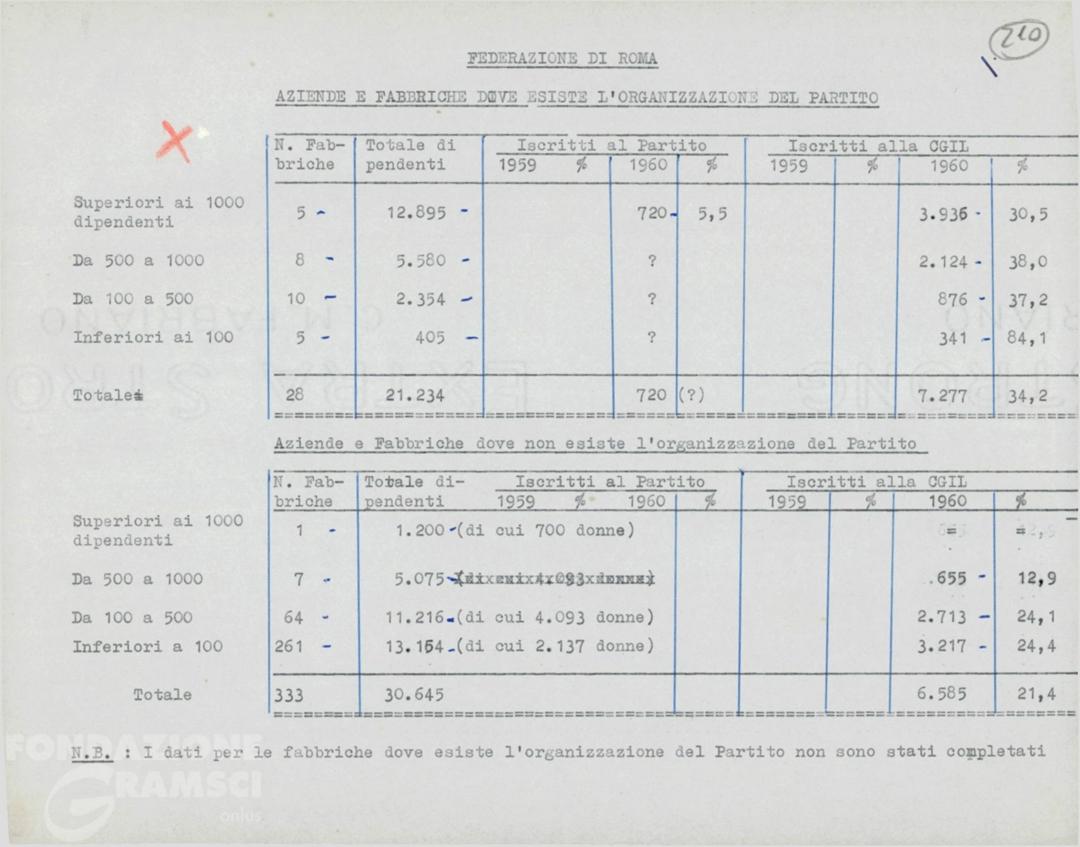 210
FEDERAZIONE DI ROMA
AZIENDE E FABBRICHE DOVE ESISTE L'ORGANIZZAZIONE DEL PARTITO
N. Fab- Totale di Iscritti al Partito Iscritti alla CGIL
briche pendenti 1959 % 1960 % 1959 % 1960 %
Superiori ai 1000
dipendenti 5 - 12.895 - 720- 5,5 3.936 - 30,5
Da 500 a 1000 8 - 5.580 - ? 2.124 - 38,0
Da 100 a 500 10 - 2.354 - ? 876 - 37,2
Inferiori ai 100 5 - 405 - ? 341 - 84,1
Totale 28 21.234 720 (?) 7.277 34,2
Aziende e Fabbriche dove non esiste l'organizzazione del Partito
N. Fab- Totale di- Iscritti al Partito Iscritti alla CGIL
briche pendenti 1959 % 1960 % 1959 % 1960 %
Superiori ai 1000
dipendenti 1 - 1.200 -(di cui 700 donne) = =
Da 500 a 1000 7 - 5.075- .655 - 12,9
Da 100 a 500 64 - 11.216-(di cui 4.093 donne) 2.713 - 24,1
Inferiori a 100 261 - 13.154-(di cui 2.137 donne) 3.217 - 24,4
Totale 333 30.645 6.585 21,4
N.B. : I dati per le fabbriche dove esiste l'organizzazione del Partito non sono stati completati
FONDAZIONE
GRAMSCI
onlus